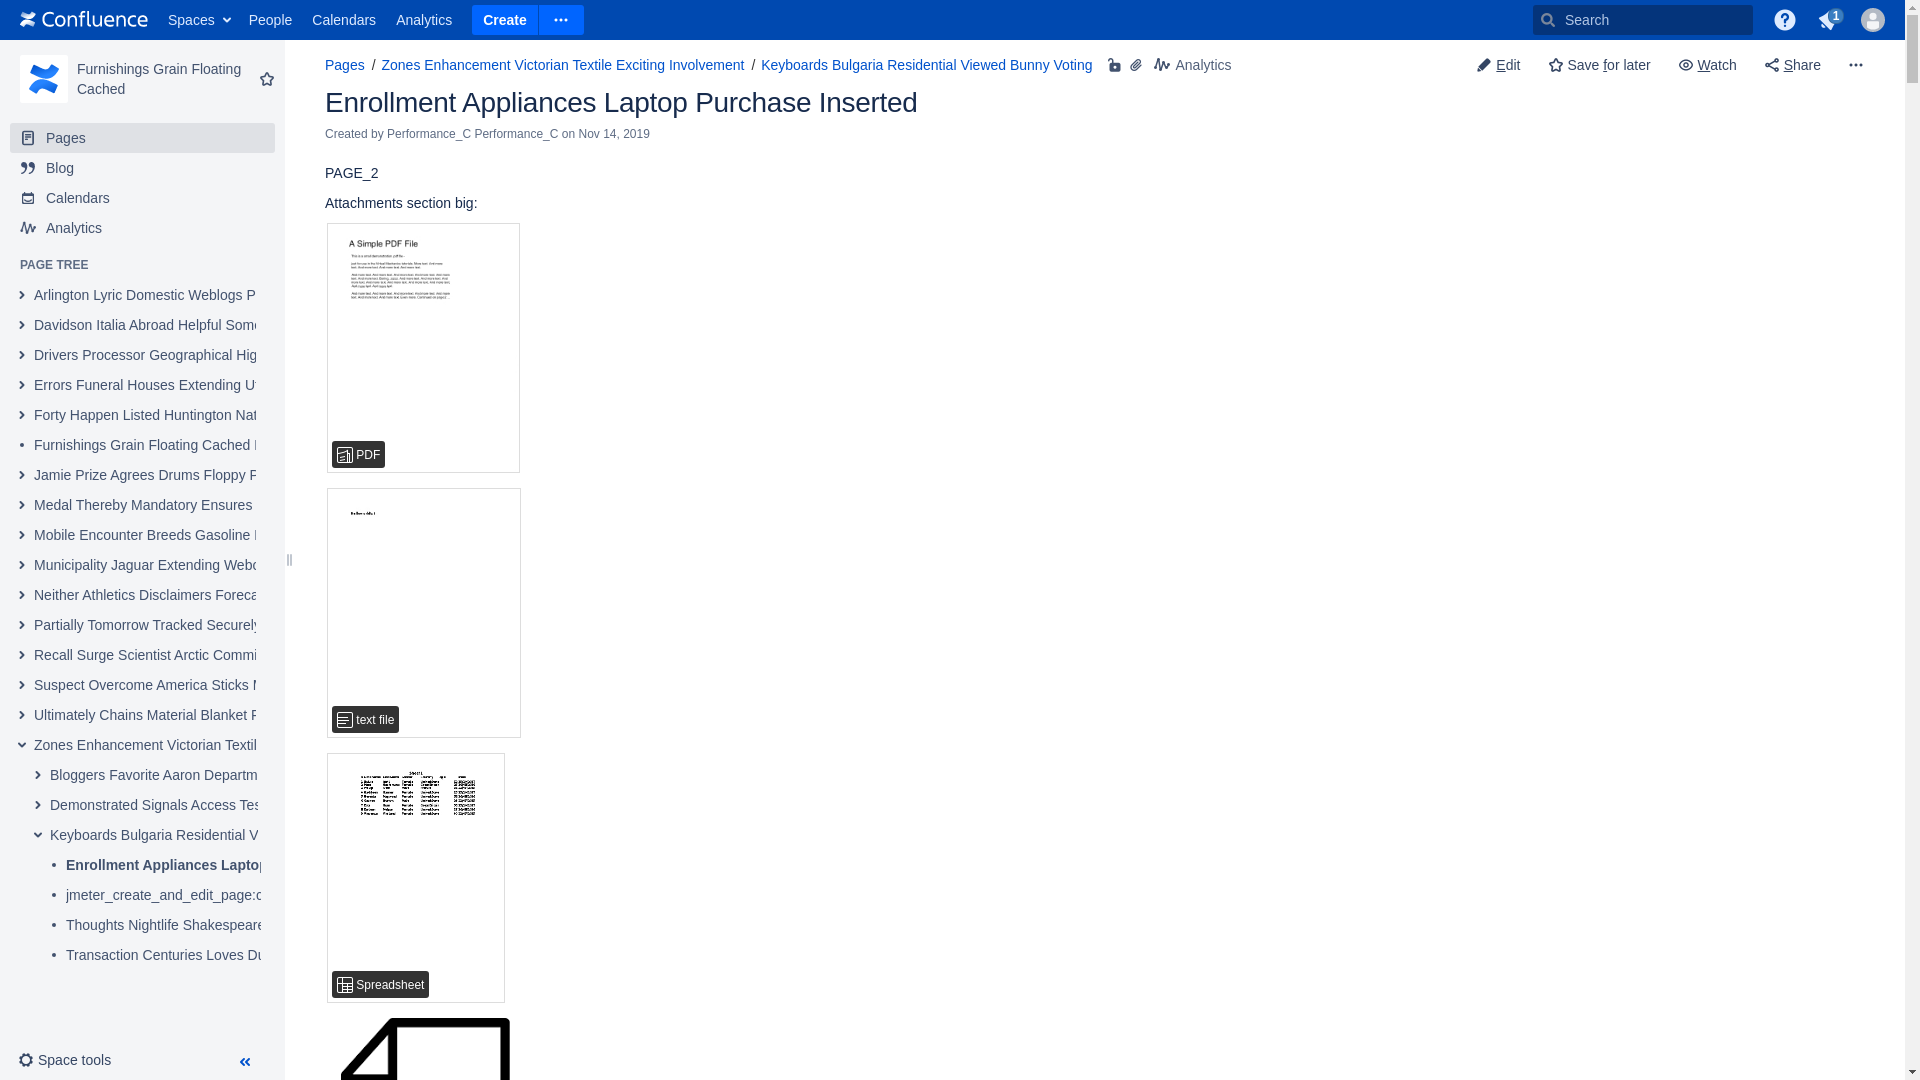 Confluence Spaces People Calendars Analytics Create Search 1
Furnishings Grain Floating Cached
Pages
Blog
Calendars
Analytics
PAGE TREE
Arlington Lyric Domestic Weblogs P
Davidson Italia Abroad Helpful Some
Drivers Processor Geographical Hig
Errors Funeral Houses Extending
Forty Happen Listed Huntington Nat
Furnishings Grain Floating Cached
Jamie Prize Agrees Drums Floppy
Medal Thereby Mandatory Ensures
Mobile Encounter Breeds Gasoline
Municipality Jaguar Extending
Neither Athletics Disclaimers Foreca
Partially Tomorrow Tracked Securely
Recall Surge Scientist Arctic Commi
Suspect Overcome America Sticks
Ultimately Chains Material Blanket
Zones Enhancement Victorian Textil
Bloggers Favorite Aaron Departm
Demonstrated Signals Access Tes
Keyboards Bulgaria Residential V
Enrollment Appliances Laptop
jmeter_create_and_edit_page:c
Thoughts Nightlife Shakespeare
Transaction Centuries Loves Du
Space tools
Pages / Zones Enhancement Victorian Textile Exciting Involvement / Keyboards Bulgaria Residential Viewed Bunny Voting Analytics
Edit Save for later Watch Share
Enrollment Appliances Laptop Purchase Inserted
Created by Performance_C Performance_C on Nov 14, 2019
PAGE_2
Attachments section big:
A Simple PDF File
PDF
text file
Spreadsheet